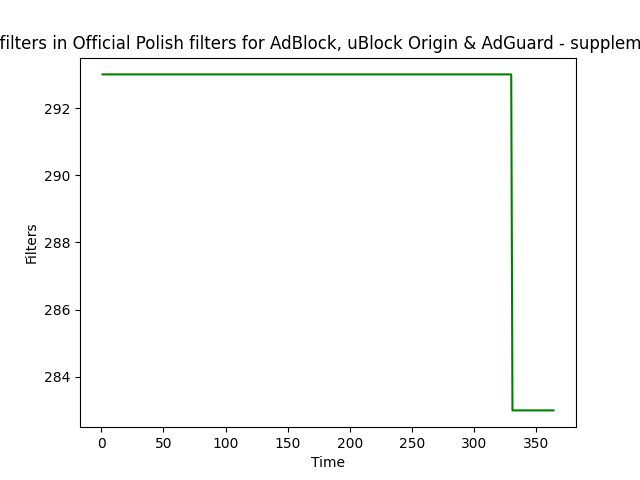 filters in Official Polish filters for AdBlock, uBlock Origin & AdGuard - supplem
292
290
288
286
284
Filters
0 50 100 150 200 250 300 350
Time